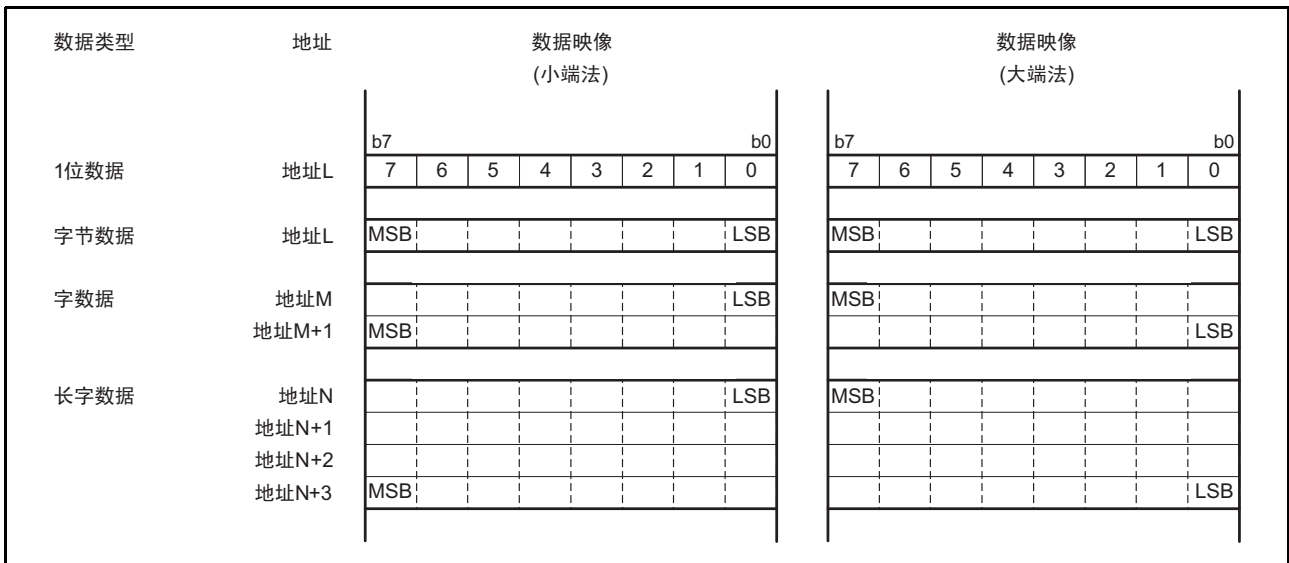 数据类型 地址 数据映像 数据映像
(小端法) (大端法)
b7 b0 b7 b0
1位数据 地址L 7 6 5 4 3 2 1 0 7 6 5 4 3 2 1 0
字节数据 地址L MSB LSB MSB LSB
字数据 地址M LSB MSB
地址M+1 MSB LSB
长字数据 地址N LSB MSB
地址N+1
地址N+2
地址N+3 MSB LSB